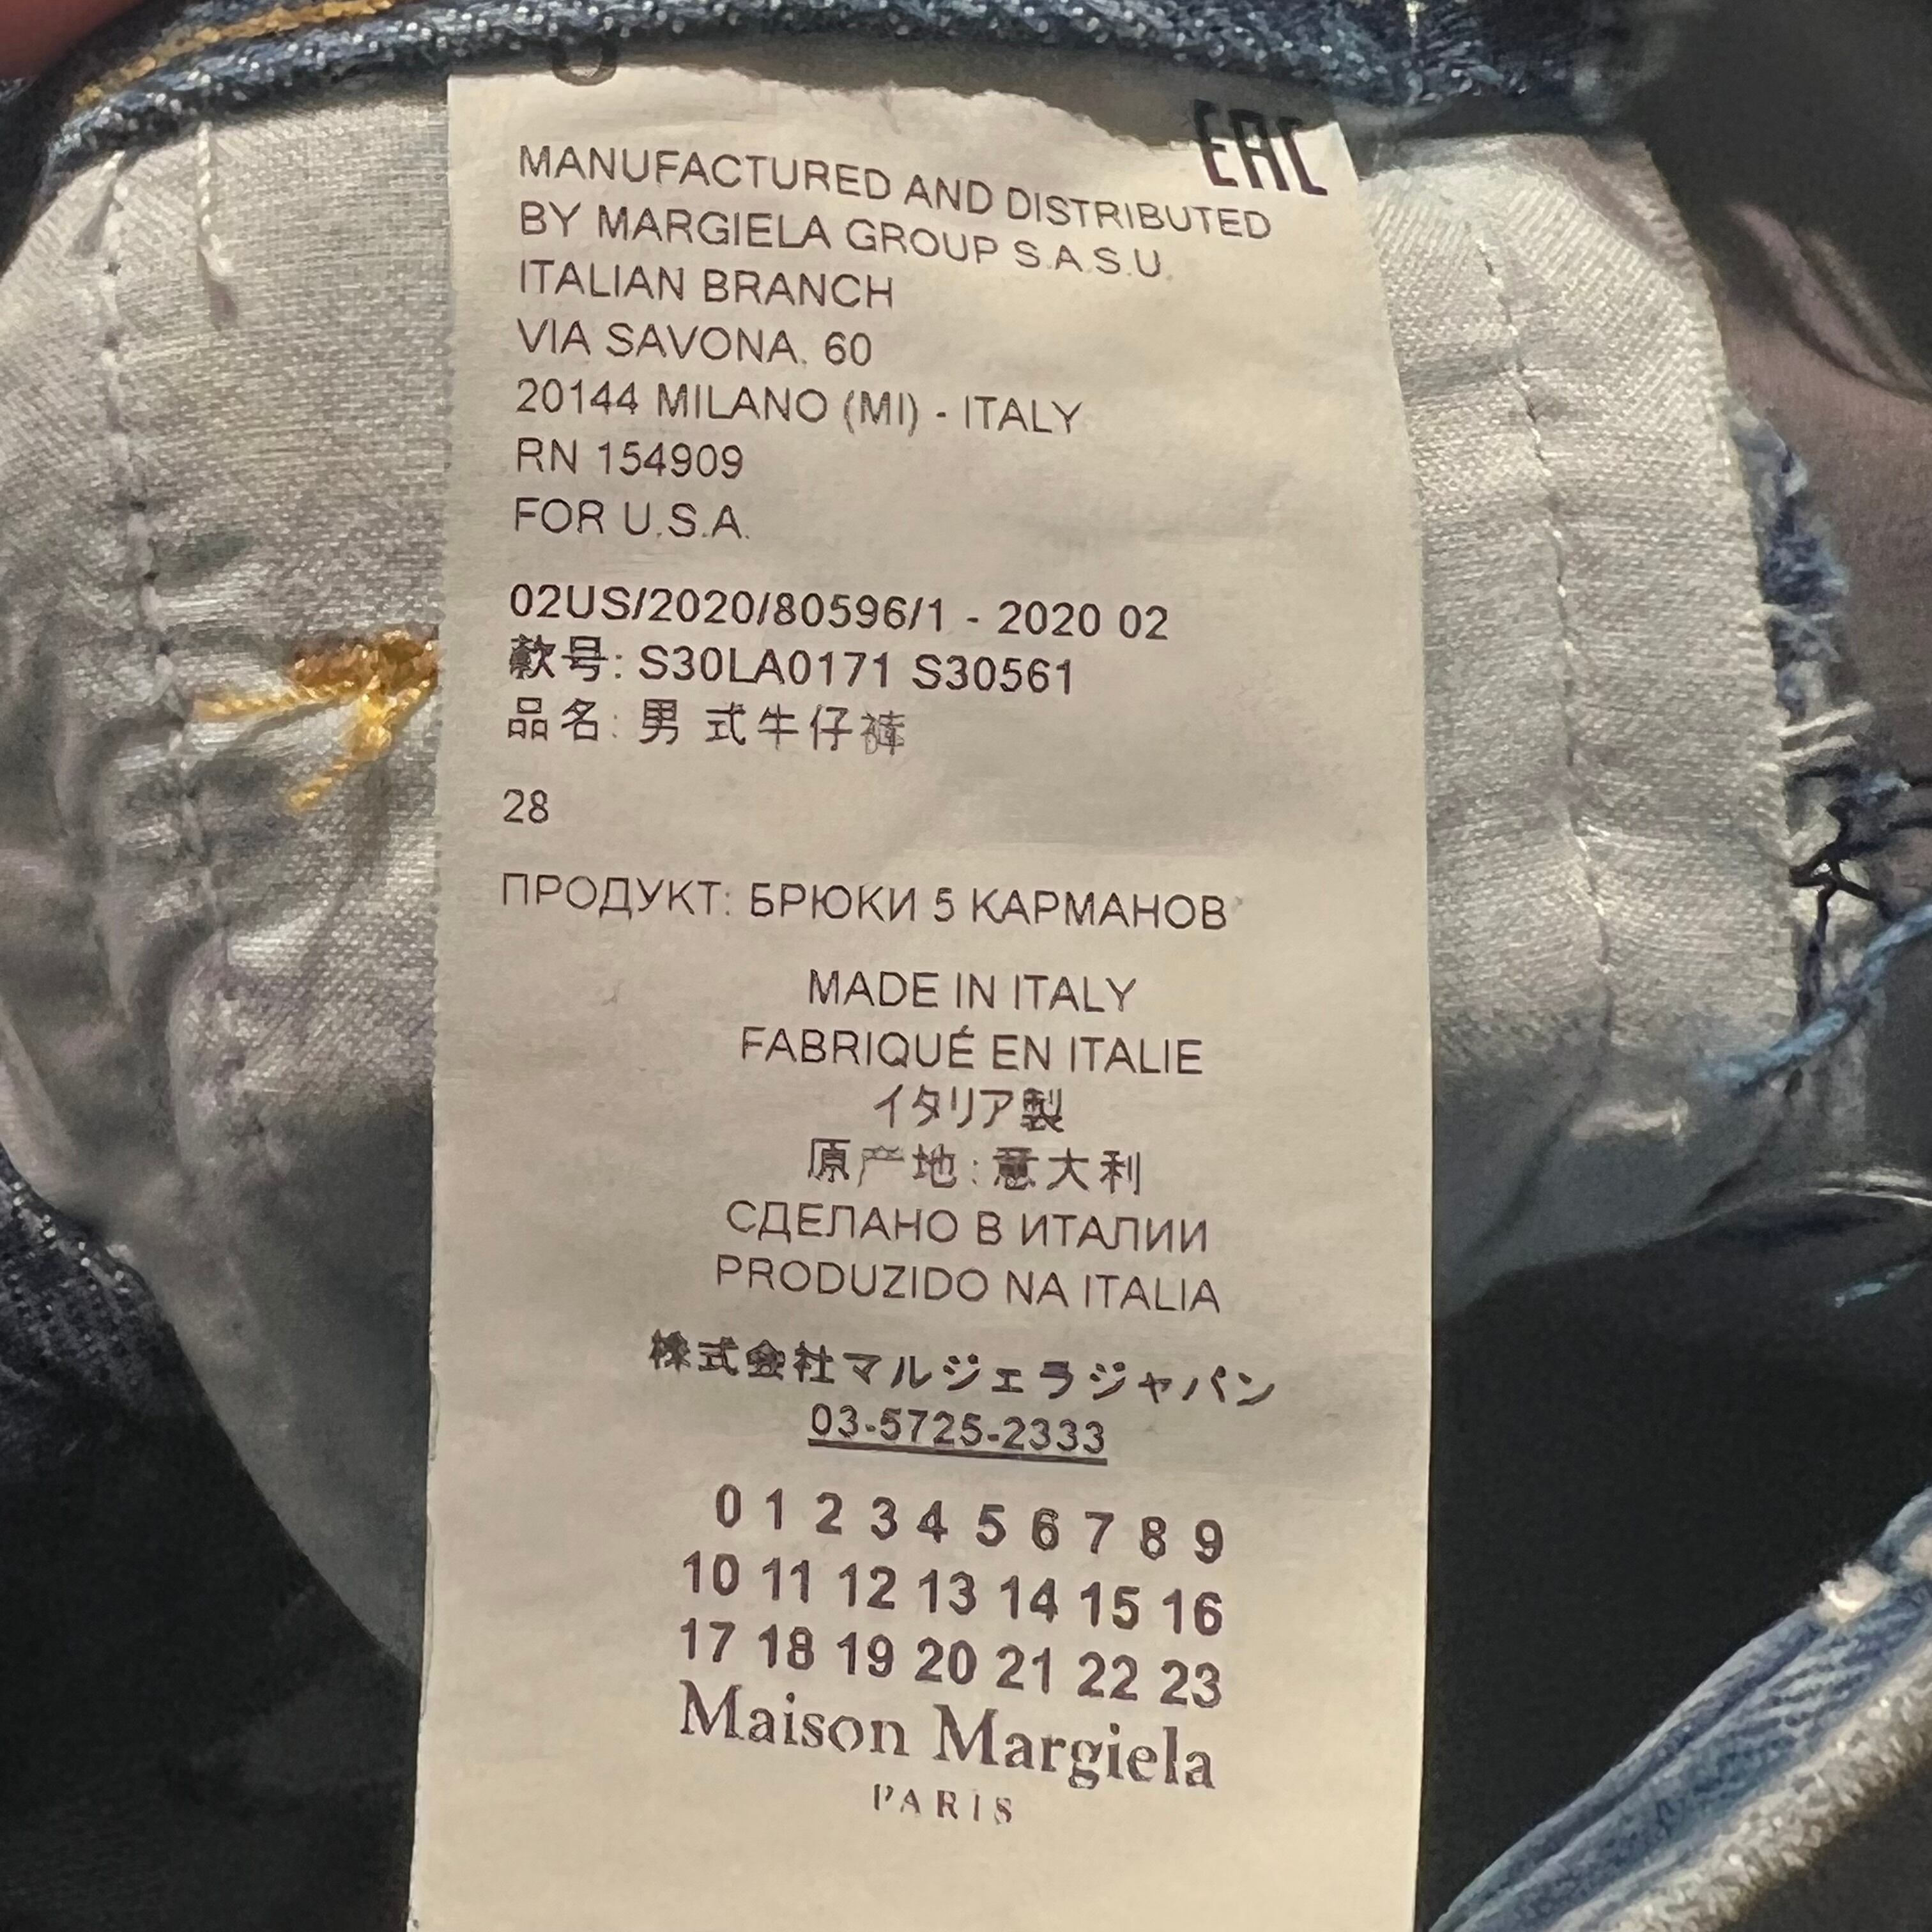 EAC
MANUFACTURED AND DISTRIBUTED
BY MARGIELA GROUP S.A.S.U.
ITALIAN BRANCH
VIA SAVONA, 60
20144 MILANO (MI) - ITALY
RN 154909
FOR U.S.A.
02US/2020/80596/1 - 2020 02
款号: S30LA0171 S30561
品名: 男 式牛仔裤
28
ПРОДУКТ: БРЮКИ 5 КАРМАНОВ
MADE IN ITALY
FABRIQUÉ EN ITALIE
イタリア製
原产地: 意大利
СДЕЛАНО В ИТАЛИИ
PRODUZIDO NA ITALIA
株式会社マルジェラジャパン
03-5725-2333
0 1 2 3 4 5 6 7 8 9
10 11 12 13 14 15 16
17 18 19 20 21 22 23
Maison Margiela
PARIS